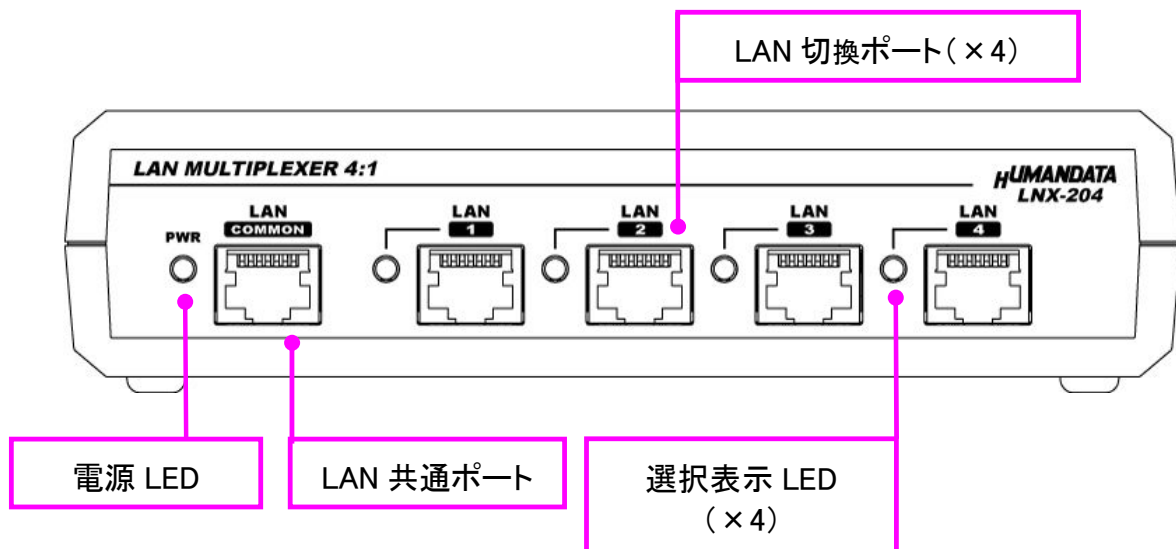 LAN 切換ポート（×4）
LAN MULTIPLEXER 4:1
HUMANDATA
LNX-204
PWR
LAN
COMMON
LAN
1
LAN
2
LAN
3
LAN
4
電源 LED
LAN 共通ポート
選択表示 LED
（×4）